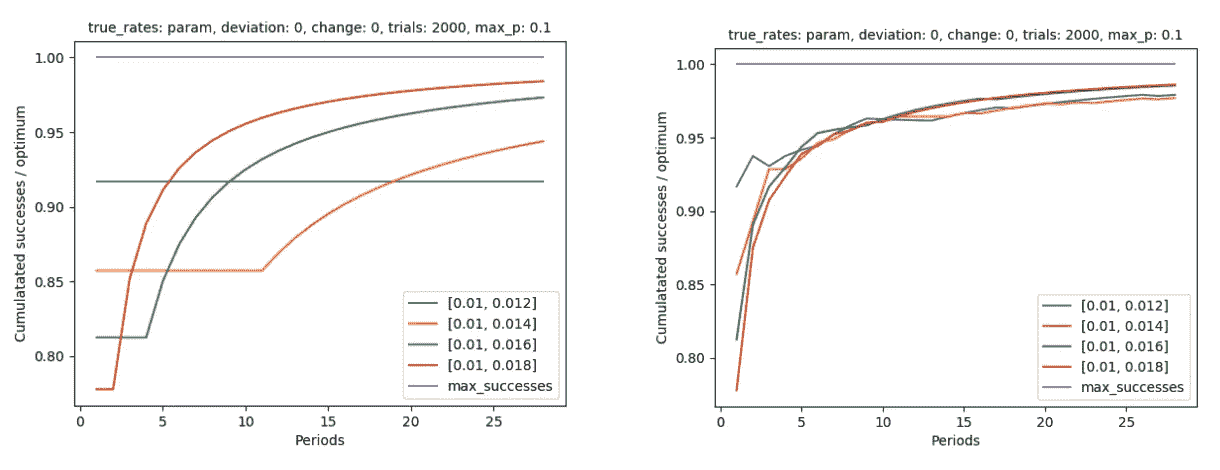 true_rates: param, deviation: 0, change: 0, trials: 2000, max_p: 0.1
Cumulatated successes / optimum
1.00
0.95
0.90
0.85
0.80
[0.01, 0.012]
[0.01, 0.014]
[0.01, 0.016]
[0.01, 0.018]
max_successes
0 5 10 15 20 25
Periods
true_rates: param, deviation: 0, change: 0, trials: 2000, max_p: 0.1
Cumulatated successes / optimum
1.00
0.95
0.90
0.85
0.80
[0.01, 0.012]
[0.01, 0.014]
[0.01, 0.016]
[0.01, 0.018]
max_successes
0 5 10 15 20 25
Periods